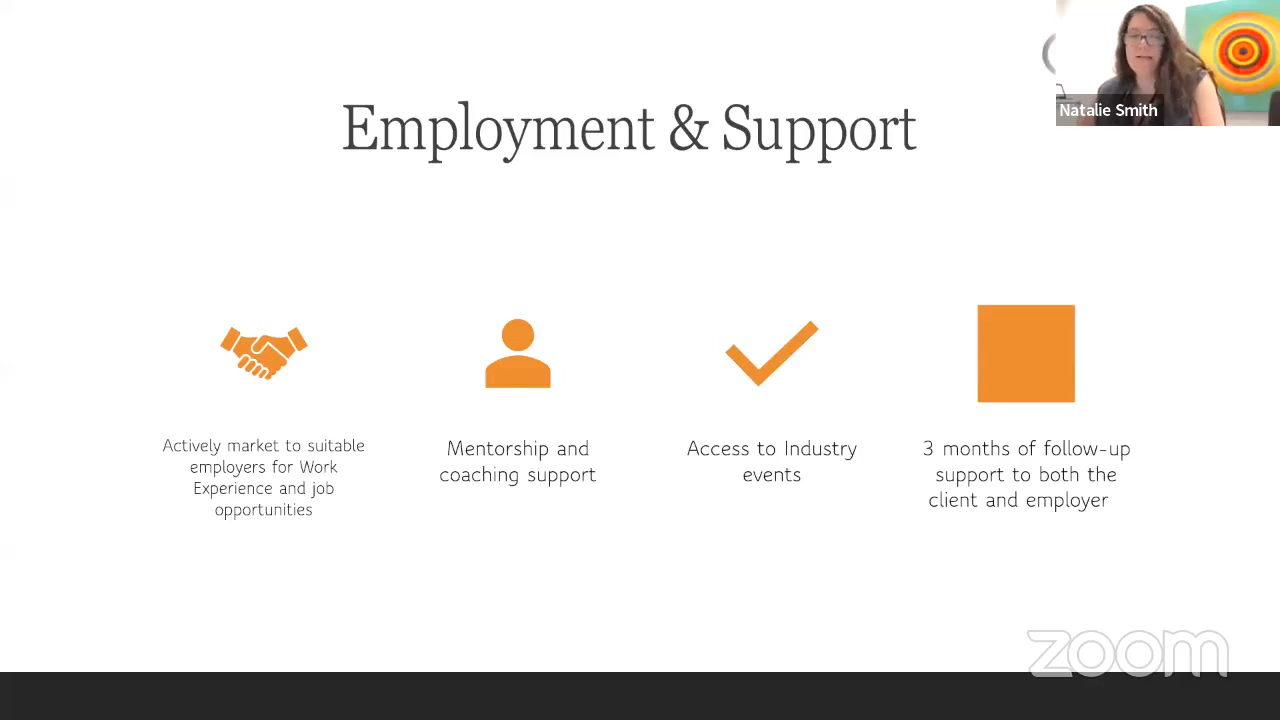 Natalie Smith
Employment & Support
Actively market to suitable
employers for Work
Experience and job
opportunities
Mentorship and
coaching support
Access to Industry
events
3 months of follow-up
support to both the
client and employer
zoom